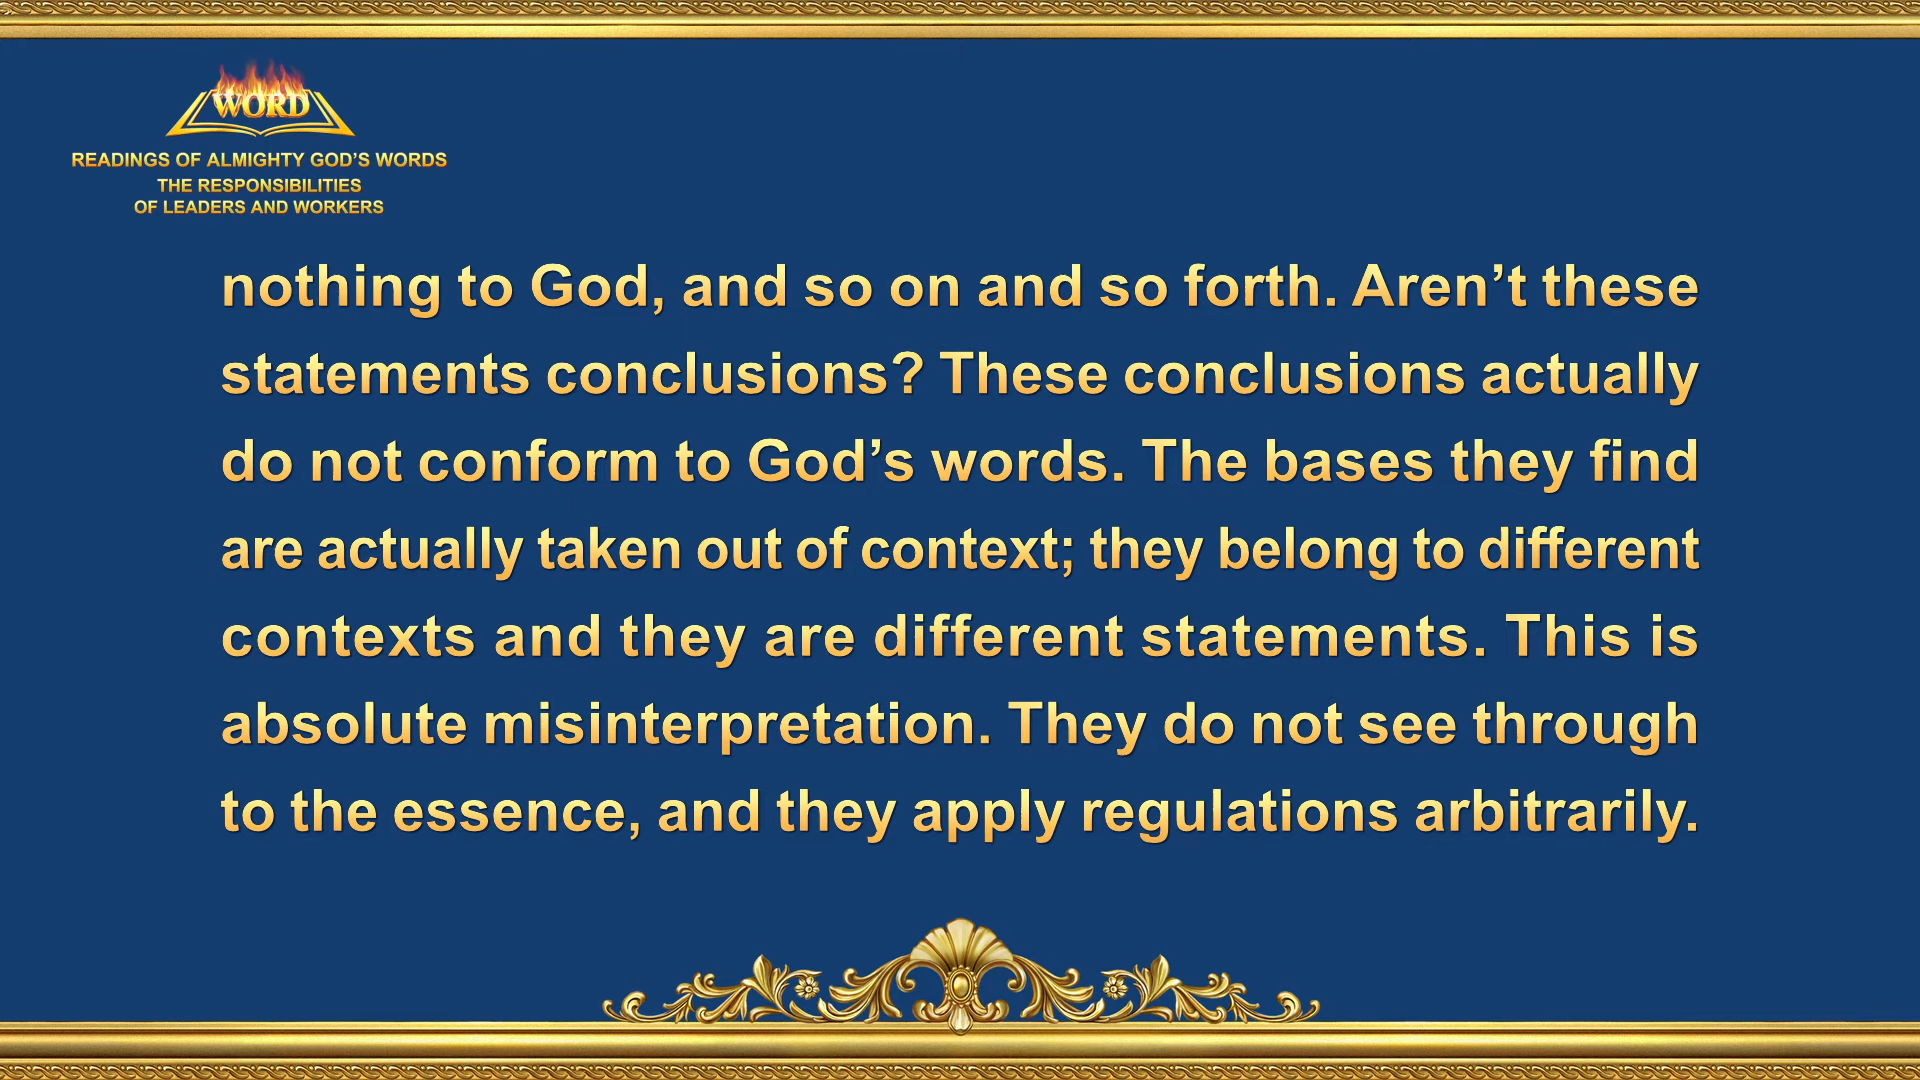 WORD
READINGS OF ALMIGHTY GOD’S WORDS
THE RESPONSIBILITIES
OF LEADERS AND WORKERS
nothing to God, and so on and so forth. Aren’t these
statements conclusions? These conclusions actually
do not conform to God’s words. The bases they find
are actually taken out of context; they belong to different
contexts and they are different statements. This is
absolute misinterpretation. They do not see through
to the essence, and they apply regulations arbitrarily.